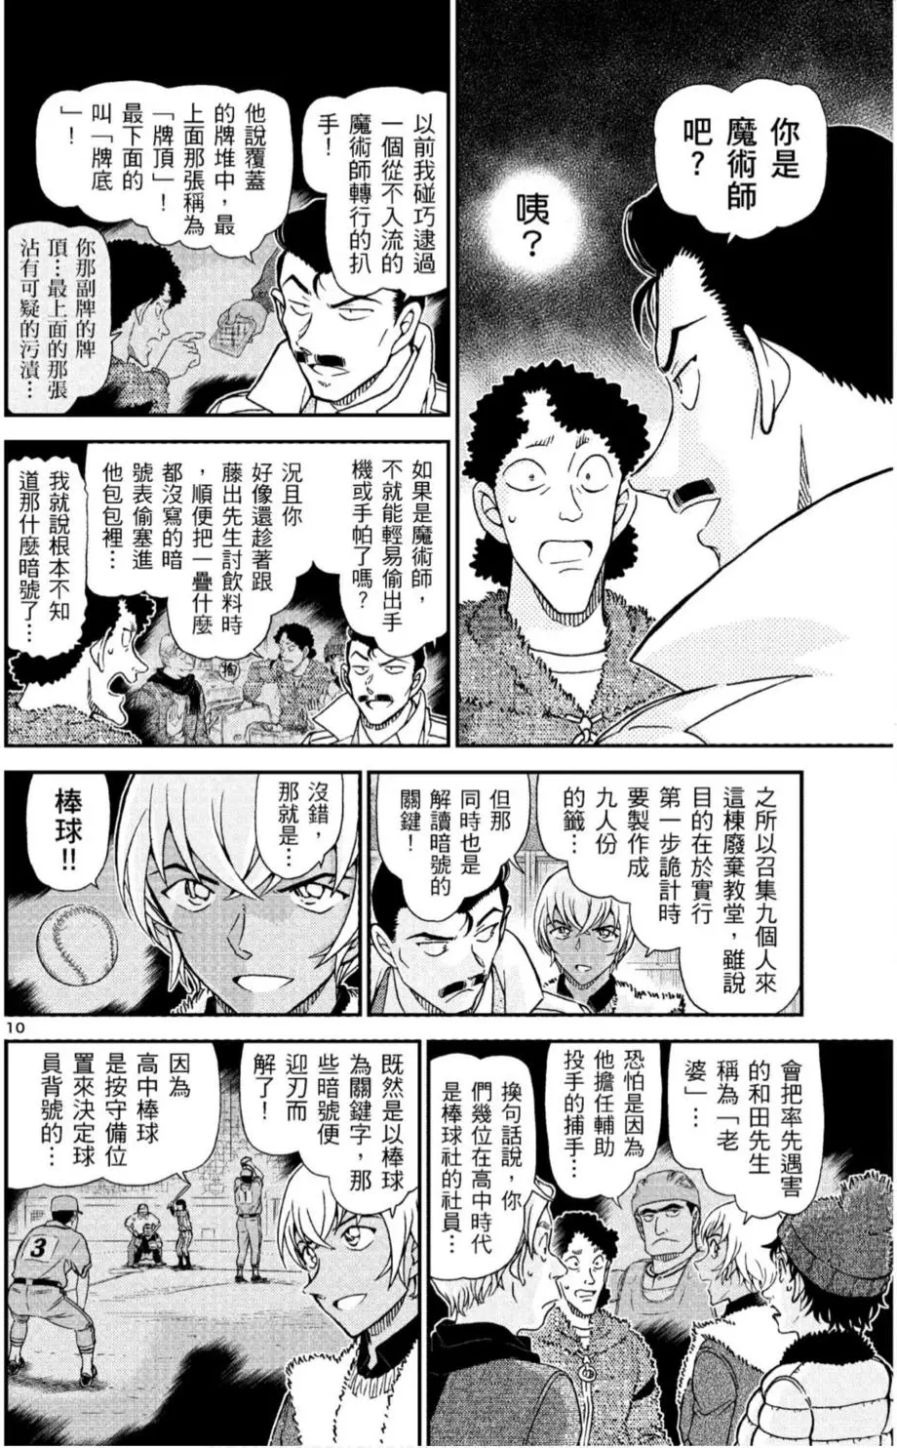 你是
魔術師
吧？
咦？
以前我碰巧逮過
一個從不入流的
魔術師轉行的扒
手！
他說覆蓋
的牌堆中，最
上面那張稱為
「牌頂」！
最下面的
叫「牌底
」！
你那副牌的牌
頂…最上面的那張
沾有可疑的污漬…
如果是魔術師，
不就能輕易偷出手
機或手帕了嗎？
況且你
好像還趁著跟
藤出先生討飲料時
，順便把一疊什麼
都沒寫的暗
號表偷塞進
他包包裡…
我就說根本不知
道那什麼暗號了…
之所以召集九個人來
這棟廢棄教堂，雖說
目的在於實行
第一步詭計時
要製作成
九人份
的籤…
但那
同時也是
解讀暗號的
關鍵！
沒錯，
那就是…
棒球!!
10
會把率先遇害
的和田先生
稱為「老
婆」…
恐怕是因為
他擔任輔助
投手的捕手…
換句話說，你
們幾位在高中時代
是棒球社的社員…
既然是以棒球
為關鍵字，那
些暗號便
迎刃而
解了！
因為
高中棒球
是按守備位
置來決定球
員背號的…
3
1